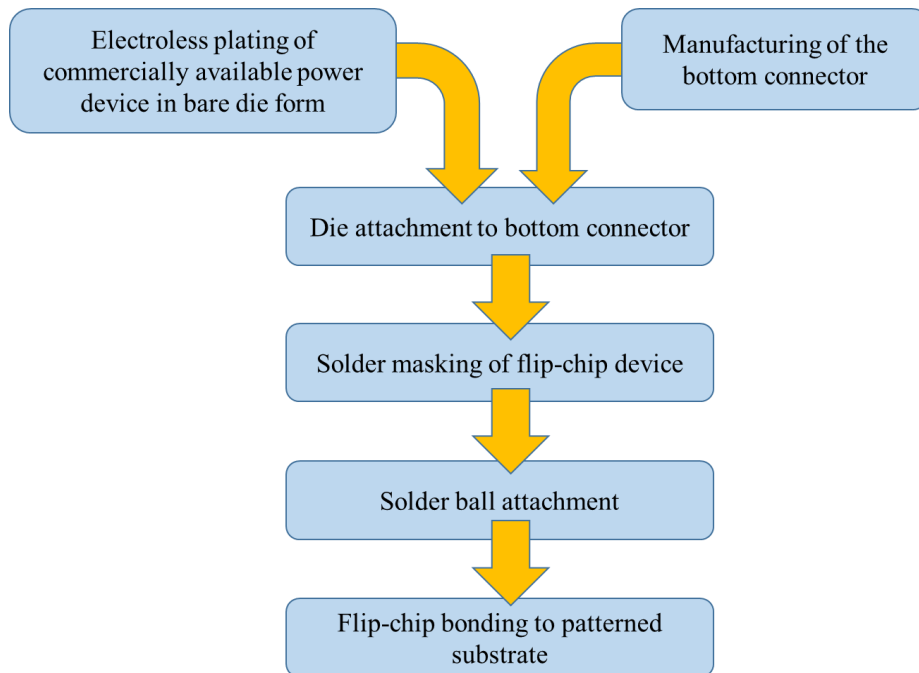 Electroless plating of
commercially available power
device in bare die form
Manufacturing of the
bottom connector
Die attachment to bottom connector
Solder masking of flip-chip device
Solder ball attachment
Flip-chip bonding to patterned
substrate